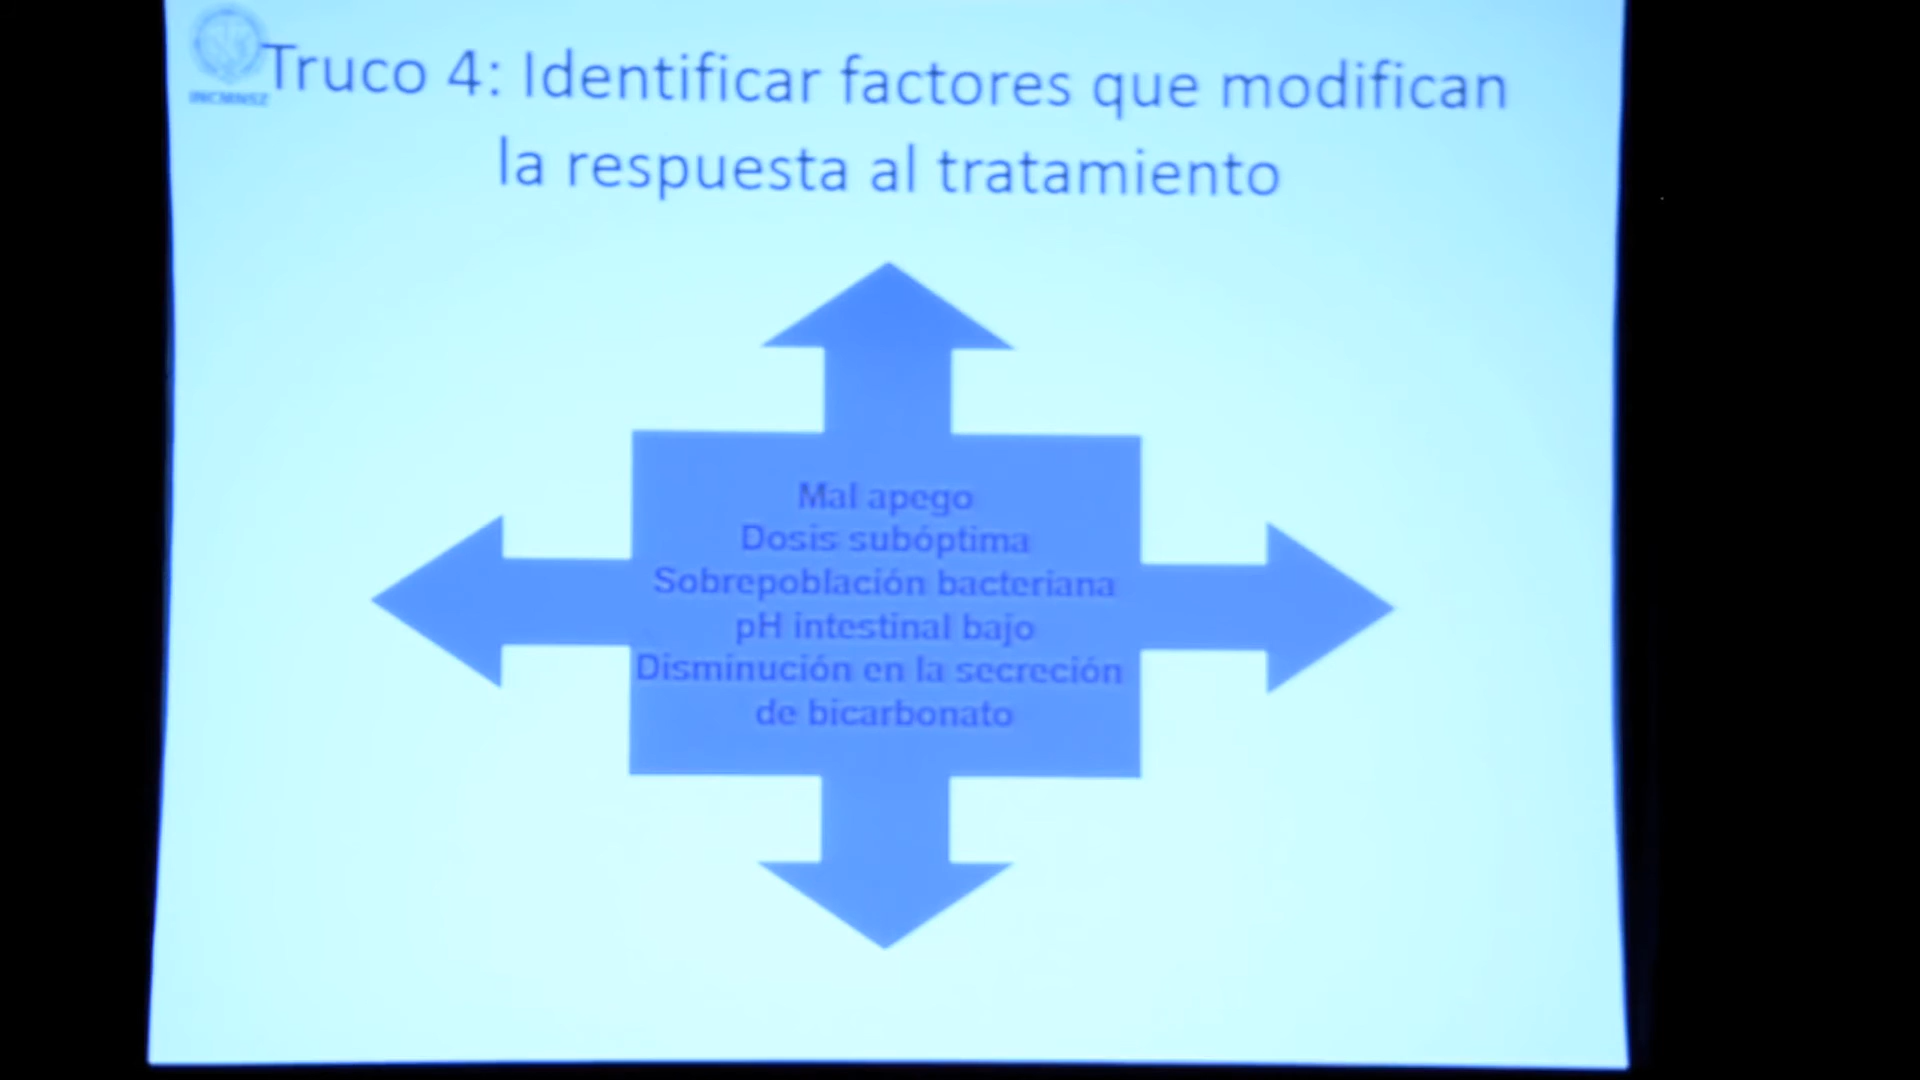 INCMNSZ
Truco 4: Identificar factores que modifican
la respuesta al tratamiento
Mal apego
Dosis subóptima
Sobrepoblación bacteriana
pH intestinal bajo
Disminución en la secreción
de bicarbonato